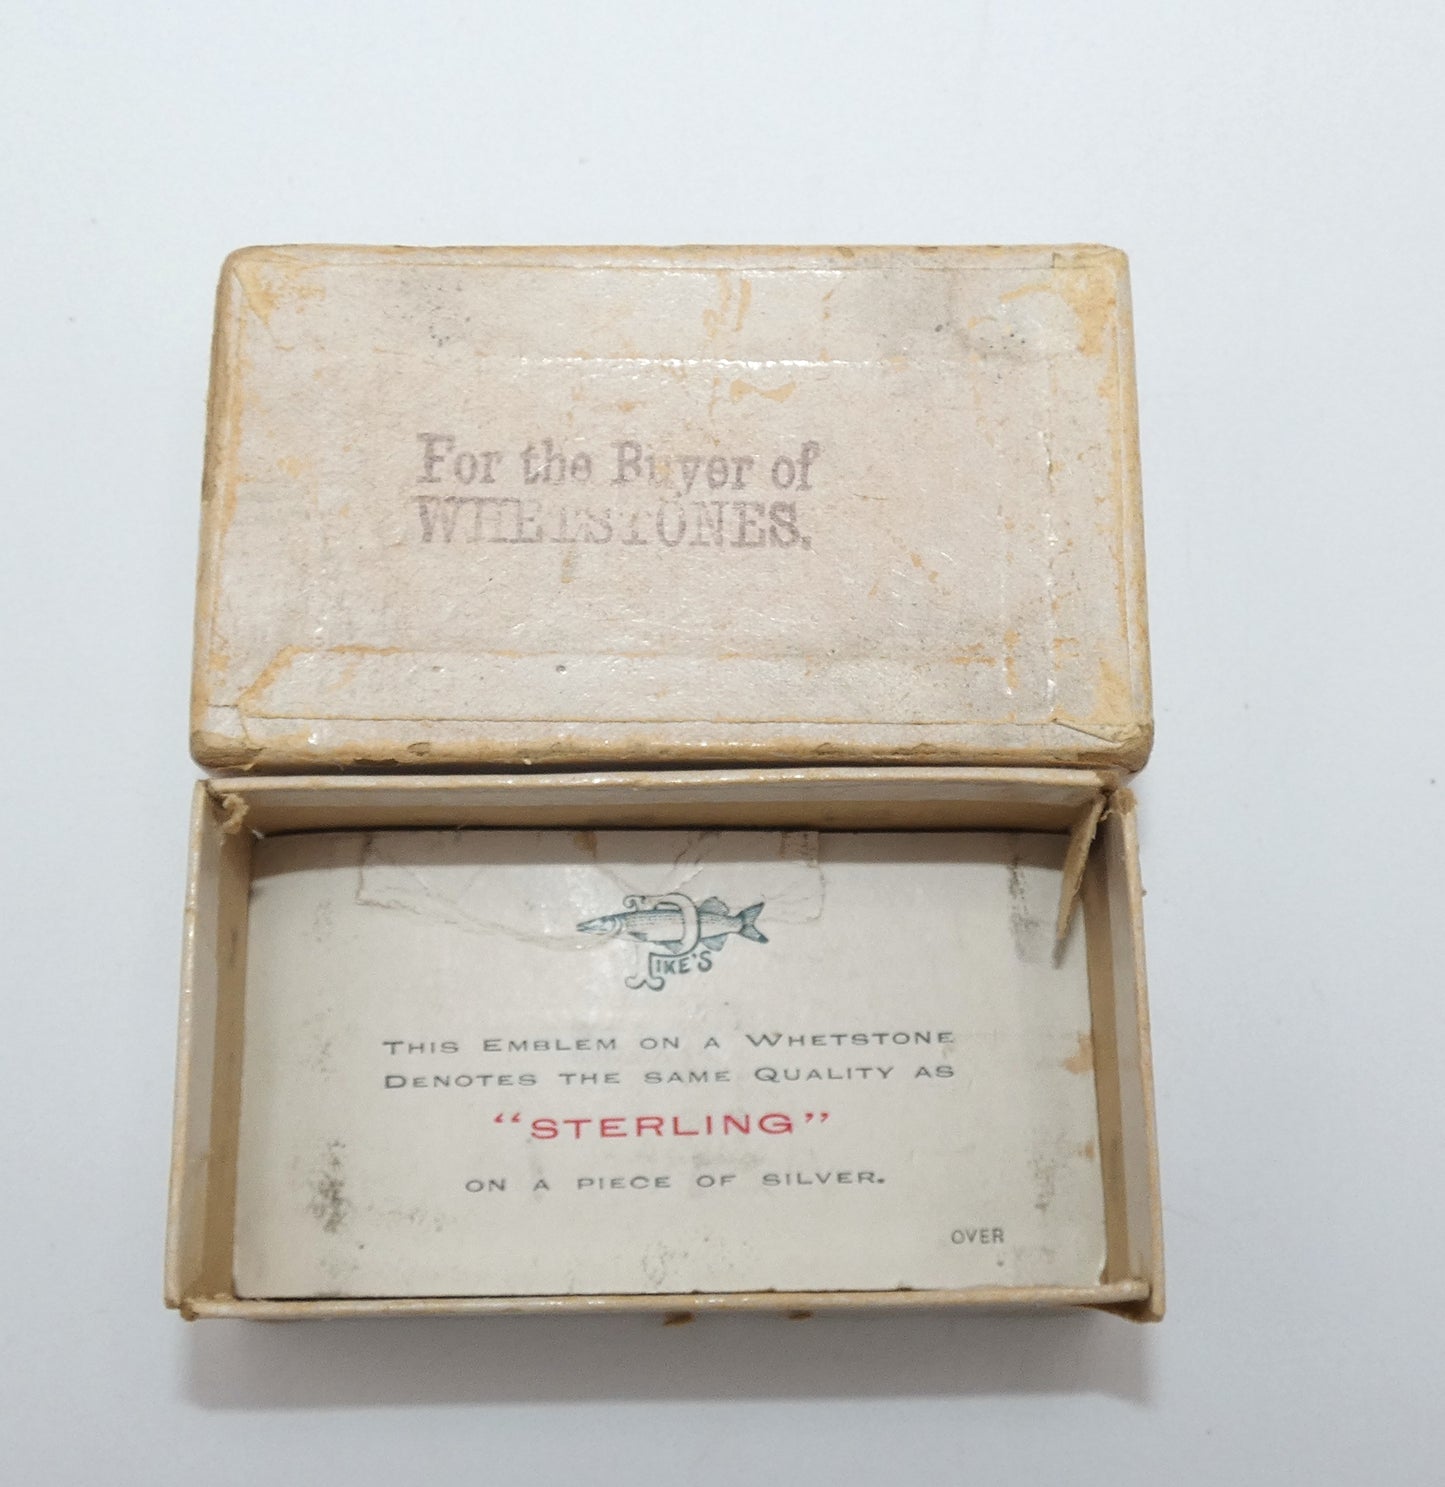 For the Buyer of
WHETSTONES.
PIKE'S
THIS EMBLEM ON A WHETSTONE
DENOTES THE SAME QUALITY AS
“STERLING”
ON A PIECE OF SILVER.
OVER